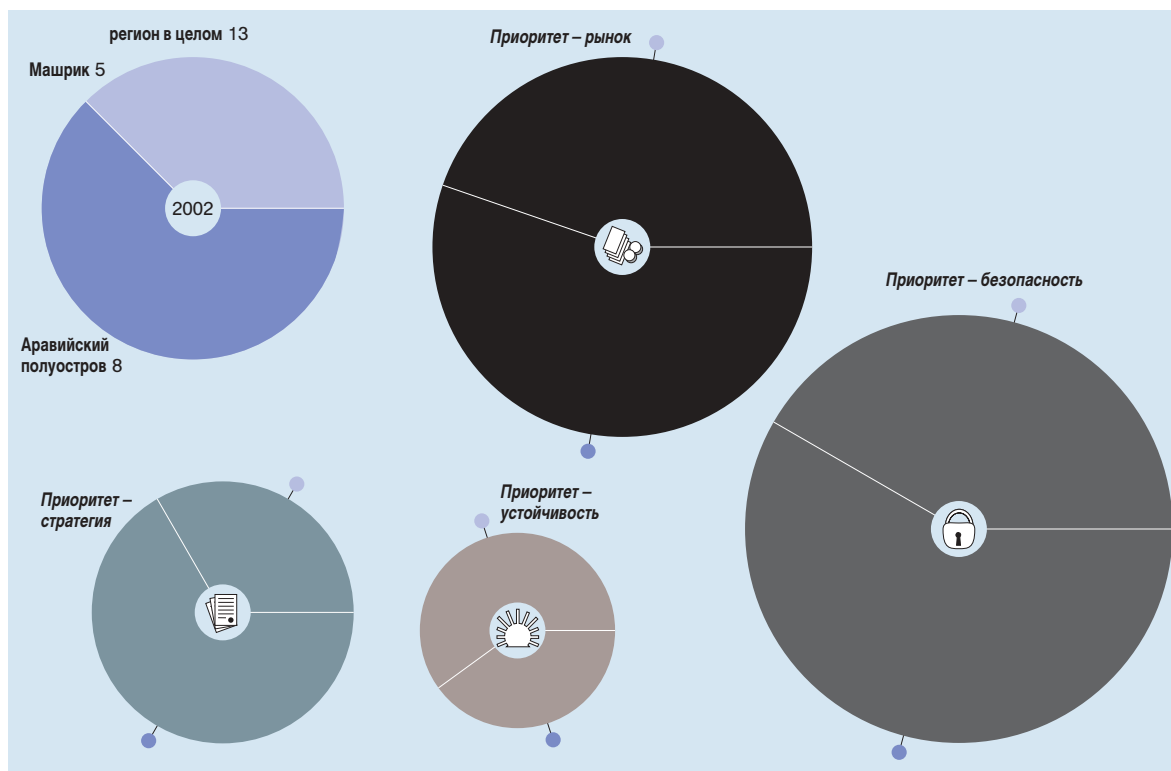 регион в целом 13
Машрик 5
2002
Аравийский
полуостров 8
Приоритет – рынок
Приоритет – безопасность
Приоритет –
стратегия
Приоритет –
устойчивость